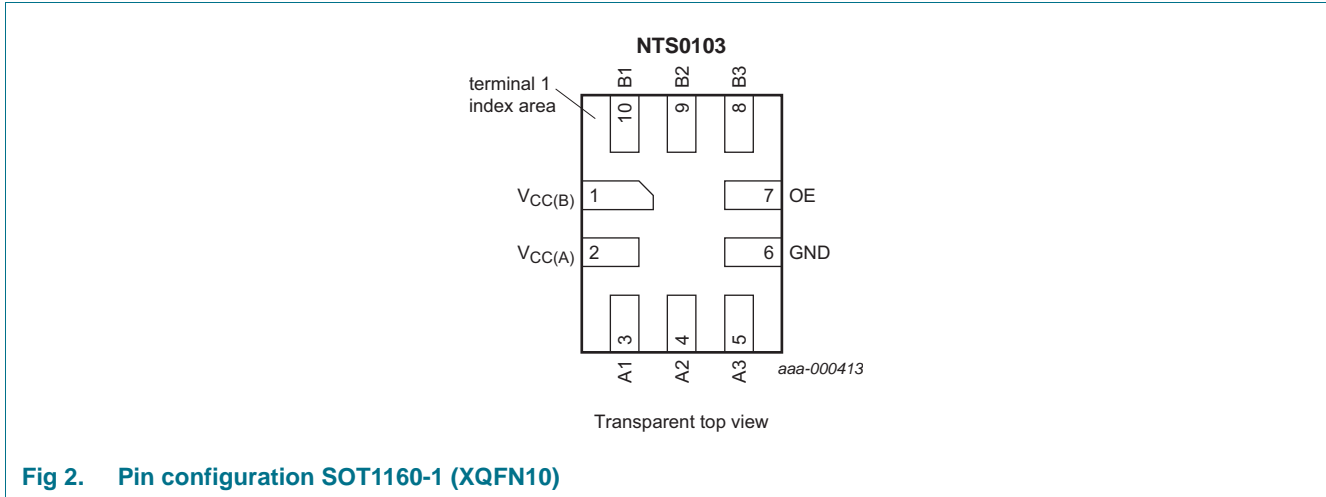 NTS0103
terminal 1
index area
B1
B2
B3
10
9
8
VCC(B)
1
7
OE
VCC(A)
2
6
GND
3
4
5
A1
A2
A3
aaa-000413
Transparent top view
Fig 2. Pin configuration SOT1160-1 (XQFN10)